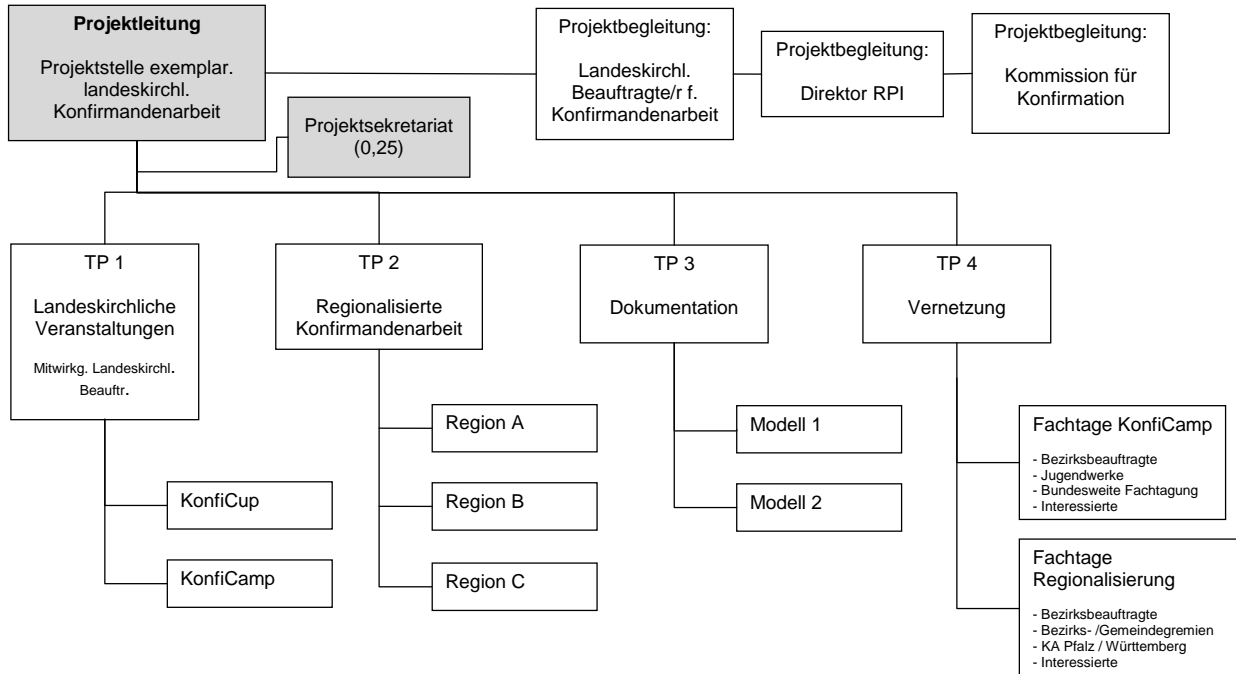 Projektleitung
Projektstelle exemplar.
landeskirchl.
Konfirmandenarbeit
Projektsekretariat
(0,25)
Projektbegleitung:
Landeskirchl.
Beauftragte/r f.
Konfirmandenarbeit
Projektbegleitung:
Direktor RPI
Projektbegleitung:
Kommission für
Konfirmation
TP 1
Landeskirchliche
Veranstaltungen
Mitwirkg. Landeskirchl.
Beauftr.
KonfiCup
KonfiCamp
TP 2
Regionalisierte
Konfirmandenarbeit
Region A
Region B
Region C
TP 3
Dokumentation
Modell 1
Modell 2
TP 4
Vernetzung
Fachtage KonfiCamp
- Bezirksbeauftragte
- Jugendwerke
- Bundesweite Fachtagung
- Interessierte
Fachtage
Regionalisierung
- Bezirksbeauftragte
- Bezirks- /Gemeindegremien
- KA Pfalz / Württemberg
- Interessierte